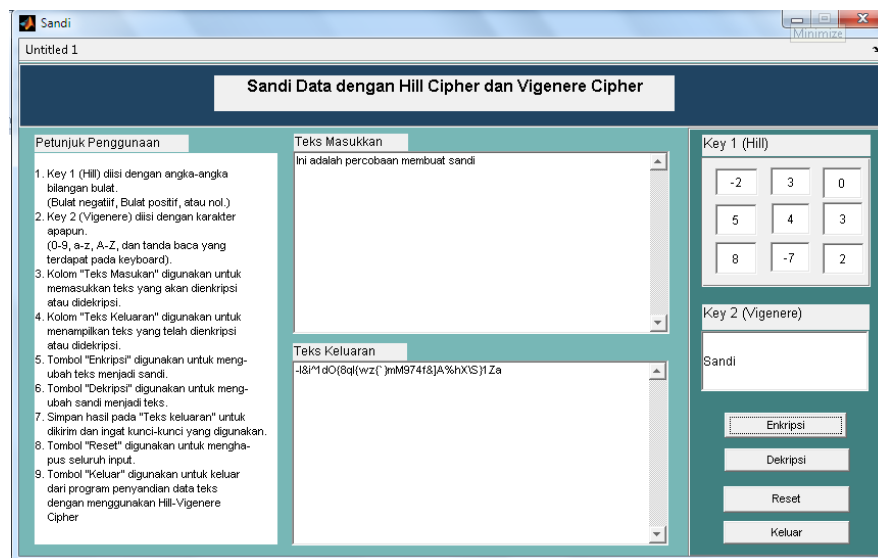 Sandi
Minimize
Untitled 1
Sandi Data dengan Hill Cipher dan Vigenere Cipher
Petunjuk Penggunaan
1. Key 1 (Hill) diisi dengan angka-angka
bilangan bulat.
(Bulat negatiif, Bulat positif, atau nol.)
2. Key 2 (Vigenere) diisi dengan karakter
apapun.
(0-9, a-z, A-Z, dan tanda baca yang
terdapat pada keyboard).
3. Kolom "Teks Masukan" digunakan untuk
memasukkan teks yang akan dienkripsi
atau didekripsi.
4. Kolom "Teks Keluaran" digunakan untuk
menampilkan teks yang telah dienkripsi
atau didekripsi.
5. Tombol "Enkripsi" digunakan untuk meng-
ubah teks menjadi sandi.
6. Tombol "Dekripsi" digunakan untuk meng-
ubah sandi menjadi teks.
7. Simpan hasil pada "Teks keluaran" untuk
dikirim dan ingat kunci-kunci yang digunakan.
8. Tombol "Reset" digunakan untuk mengha-
pus seluruh input.
9. Tombol "Keluar" digunakan untuk keluar
dari program penyandian data teks
dengan menggunakan Hill-Vigenere
Cipher
Teks Masukkan
Ini adalah percobaan membuat sandi
Teks Keluaran
Key 1 (Hill)
-2 3 0
5 4 3
8 -7 2
Key 2 (Vigenere)
Sandi
Enkripsi
Dekripsi
Reset
Keluar